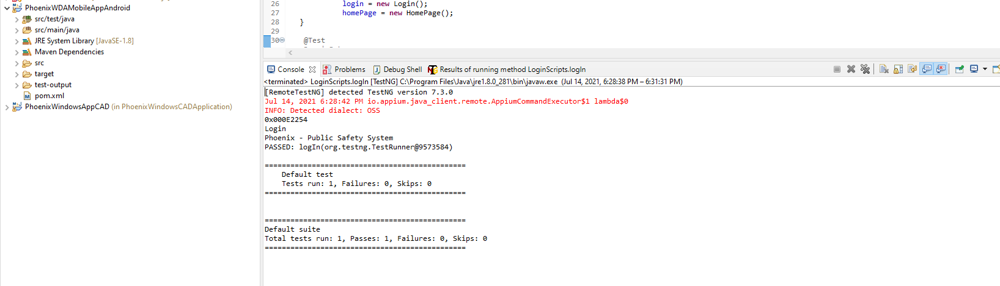 PhoenixWDAMobileAppAndroid
src/test/java
src/main/java
JRE System Library [JavaSE-1.8]
Maven Dependencies
src
target
test-output
pom.xml
PhoenixWindowsAppCAD (in PhoenixWindowsCADApplication)
26 login = new Login();
27 homePage = new HomePage();
28 }
29
30 @Test
Console Problems Debug Shell Results of running method LoginScripts.logIn
<terminated> LoginScripts.logIn [TestNG] C:\Program Files\Java\jre1.8.0_281\bin\javaw.exe (Jul 14, 2021, 6:28:38 PM – 6:31:31 PM)
[RemoteTestNG] detected TestNG version 7.3.0
Jul 14, 2021 6:28:42 PM io.appium.java_client.remote.AppiumCommandExecutor$1 lambda$0
INFO: Detected dialect: OSS
0x000E2254
Login
Phoenix - Public Safety System
PASSED: logIn(org.testng.TestRunner@9573584)
===============================================
Default test
Tests run: 1, Failures: 0, Skips: 0
===============================================
===============================================
Default suite
Total tests run: 1, Passes: 1, Failures: 0, Skips: 0
===============================================